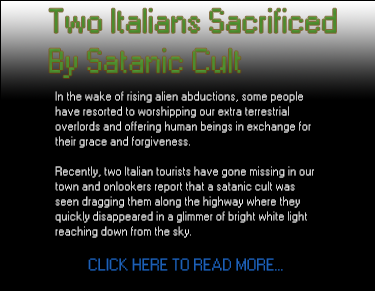 Two Italians Sacrificed
By Satanic Cult
In the wake of rising alien abductions, some people
have resorted to worshipping our extra terrestrial
overlords and offering human beings in exchange for
their grace and forgiveness.
Recently, two Italian tourists have gone missing in our
town and onlookers report that a satanic cult was
seen dragging them along the highway where they
quickly disappeared in a glimmer of bright white light
reaching down from the sky.
CLICK HERE TO READ MORE...